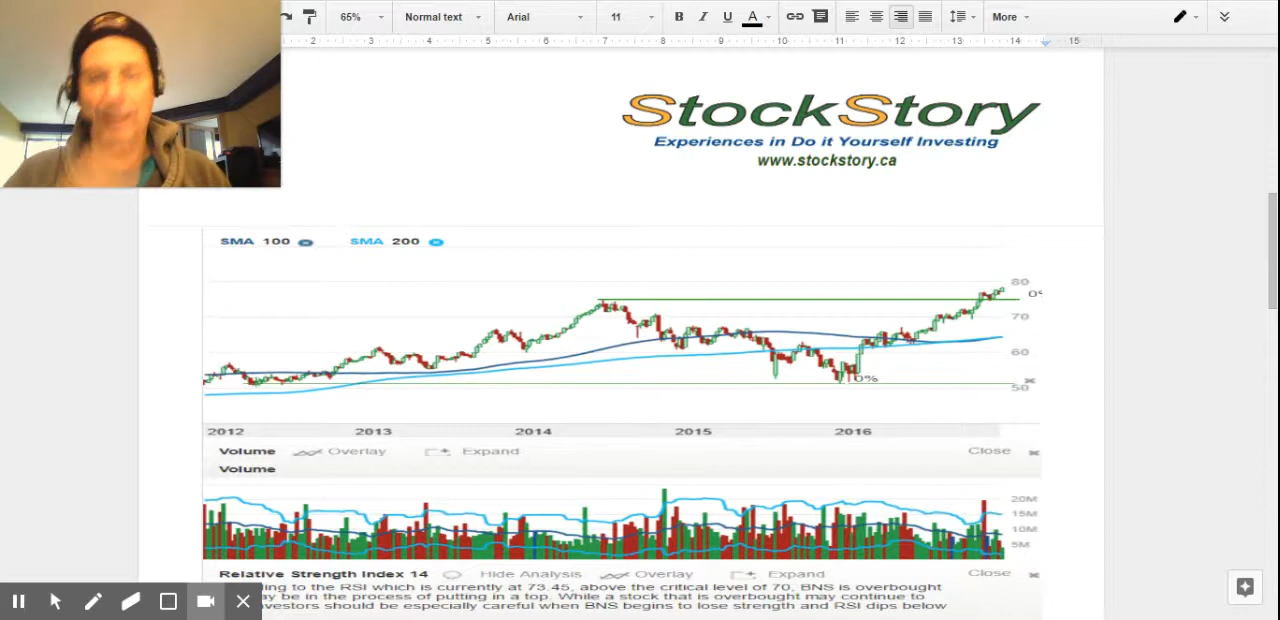 65% Normal text Arial 11 B I U A More
2 3 4 5 6 7 8 9 10 11 12 13 14 15
StockStory
Experiences in Do it Yourself Investing
www.stockstory.ca
SMA 100 SMA 200
80
0%
70
60
0%
50
2012 2013 2014 2015 2016
Volume Overlay Expand Close
Volume
20M
15M
10M
5M
Relative Strength Index 14 Hide Analysis Overlay Expand Close
ing to the RSI which is currently at 73.45, above the critical level of 70, BNS is overbought
ay be in the process of putting in a top. While a stock that is overbought may continue to
vestors should be especially careful when BNS begins to lose strength and RSI dips below